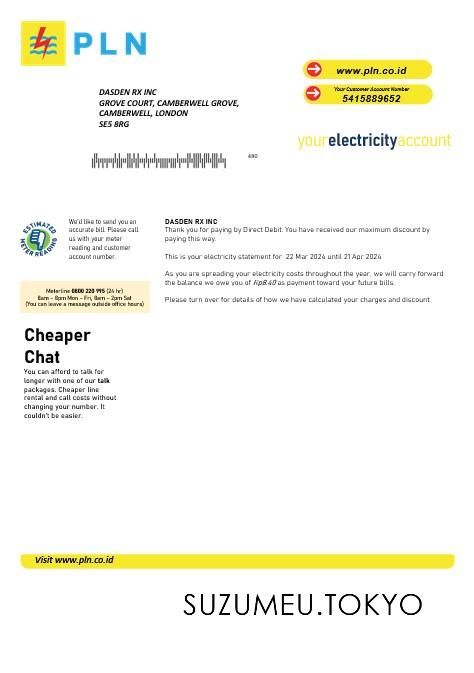 PLN
www.pln.co.id
Your Customer Account Number
5415889652
DASDEN RX INC
GROVE COURT, CAMBERWELL GROVE,
CAMBERWELL, LONDON
SE5 8RG
yourelectricityaccount
480
ESTIMATED
METER READING
We'd like to send you an
accurate bill. Please call
us with your meter
reading and customer
account number.
DASDEN RX INC
Thank you for paying by Direct Debit. You have received our maximum discount by
paying this way.
This is your electricity statement for 22 Mar 2024 until 21 Apr 2024
As you are spreading your electricity costs throughout the year, we will carry forward
the balance we owe you of Rp8.40 as payment toward your future bills.
Please turn over for details of how we have calculated your charges and discount
Meterline 0800 220 995 (24 hr)
8am – 8pm Mon – Fri, 8am – 2pm Sat
(You can leave a message outside office hours)
Cheaper
Chat
You can afford to talk for
longer with one of our talk
packages. Cheaper line
rental and call costs without
changing your number. It
couldn't be easier.
Visit www.pln.co.id
SUZUMEU.TOKYO